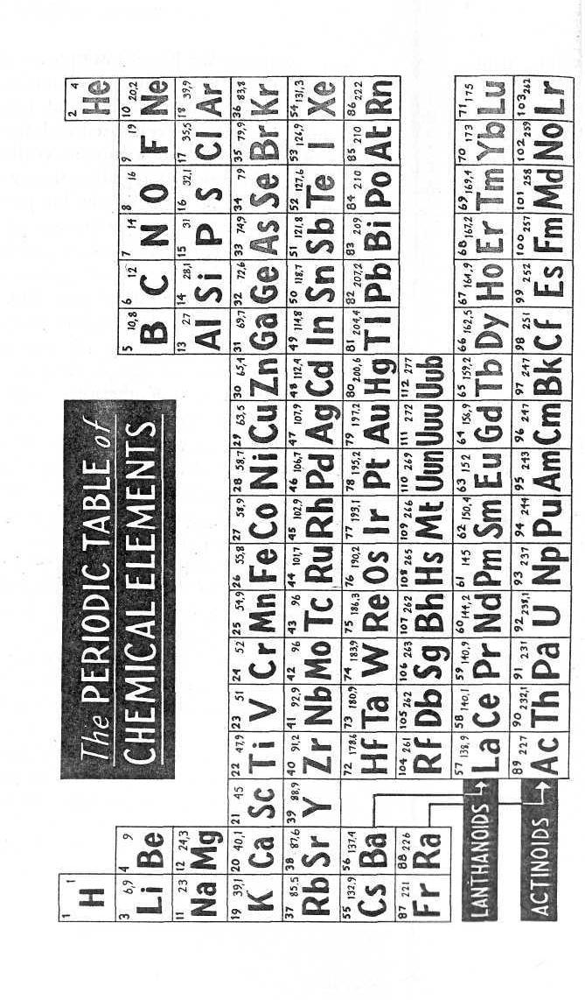 The PERIODIC TABLE of
CHEMICAL ELEMENTS
1 1 2 4
H He
3 6,9 4 9 5 10,8 6 12 7 14 8 16 9 19 10 20,2
Li Be B C N O F Ne
11 23 12 24,3 13 27 14 28,1 15 31 16 32,1 17 35,5 18 39,9
Na Mg Al Si P S Cl Ar
19 39,1 20 40,1 21 45 22 47,9 23 51 24 52 25 54,9 26 55,8 27 58,9 28 58,7 29 63,5 30 65,4 31 69,7 32 72,6 33 74,9 34 79 35 79,9 36 83,8
K Ca Sc Ti V Cr Mn Fe Co Ni Cu Zn Ga Ge As Se Br Kr
37 85,5 38 87,6 39 88,9 40 91,2 41 92,9 42 96 43 96 44 101,7 45 102,9 46 106,7 47 107,9 48 112,4 49 114,8 50 118,7 51 121,8 52 127,6 53 126,9 54 131,3
Rb Sr Y Zr Nb Mo Tc Ru Rh Pd Ag Cd In Sn Sb Te I Xe
55 132,9 56 137,4 72 178,6 73 180,9 74 183,9 75 186,3 76 190,2 77 193,1 78 195,2 79 197,2 80 200,6 81 204,4 82 207,2 83 209 84 210 85 210 86 222
Cs Ba Hf Ta W Re Os Ir Pt Au Hg Tl Pb Bi Po At Rn
87 221 88 226 104 261 105 262 106 263 107 262 108 265 109 266 110 269 111 272 112 277
Fr Ra Rf Db Sg Bh Hs Mt Uun Uuu Uub
57 138,9 58 140,1 59 140,9 60 144,2 61 145 62 150,4 63 152 64 156,9 65 159,2 66 162,5 67 164,9 68 167,2 69 169,4 70 173 71 175
LANTHANOIDS La Ce Pr Nd Pm Sm Eu Gd Tb Dy Ho Er Tm Yb Lu
89 227 90 232,1 91 231 92 238,1 93 237 94 244 95 243 96 247 97 247 98 251 99 252 100 257 101 258 102 259 103 262
ACTINOIDS Ac Th Pa U Np Pu Am Cm Bk Cf Es Fm Md No Lr